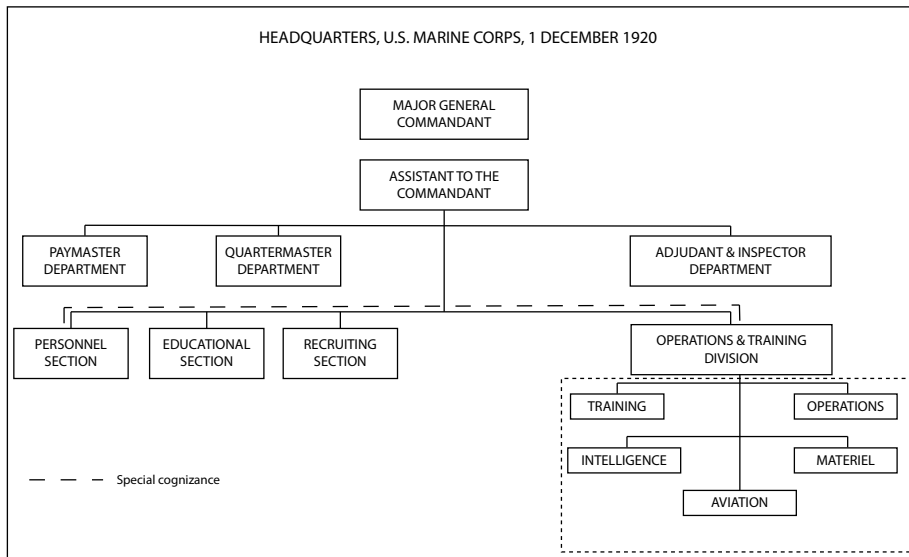 HEADQUARTERS, U.S. MARINE CORPS, 1 DECEMBER 1920
MAJOR GENERAL
COMMANDANT
ASSISTANT TO THE
COMMANDANT
PAYMASTER
DEPARTMENT
QUARTERMASTER
DEPARTMENT
ADJUDANT & INSPECTOR
DEPARTMENT
PERSONNEL
SECTION
EDUCATIONAL
SECTION
RECRUITING
SECTION
OPERATIONS & TRAINING
DIVISION
TRAINING
OPERATIONS
INTELLIGENCE
MATERIEL
AVIATION
Special cognizance